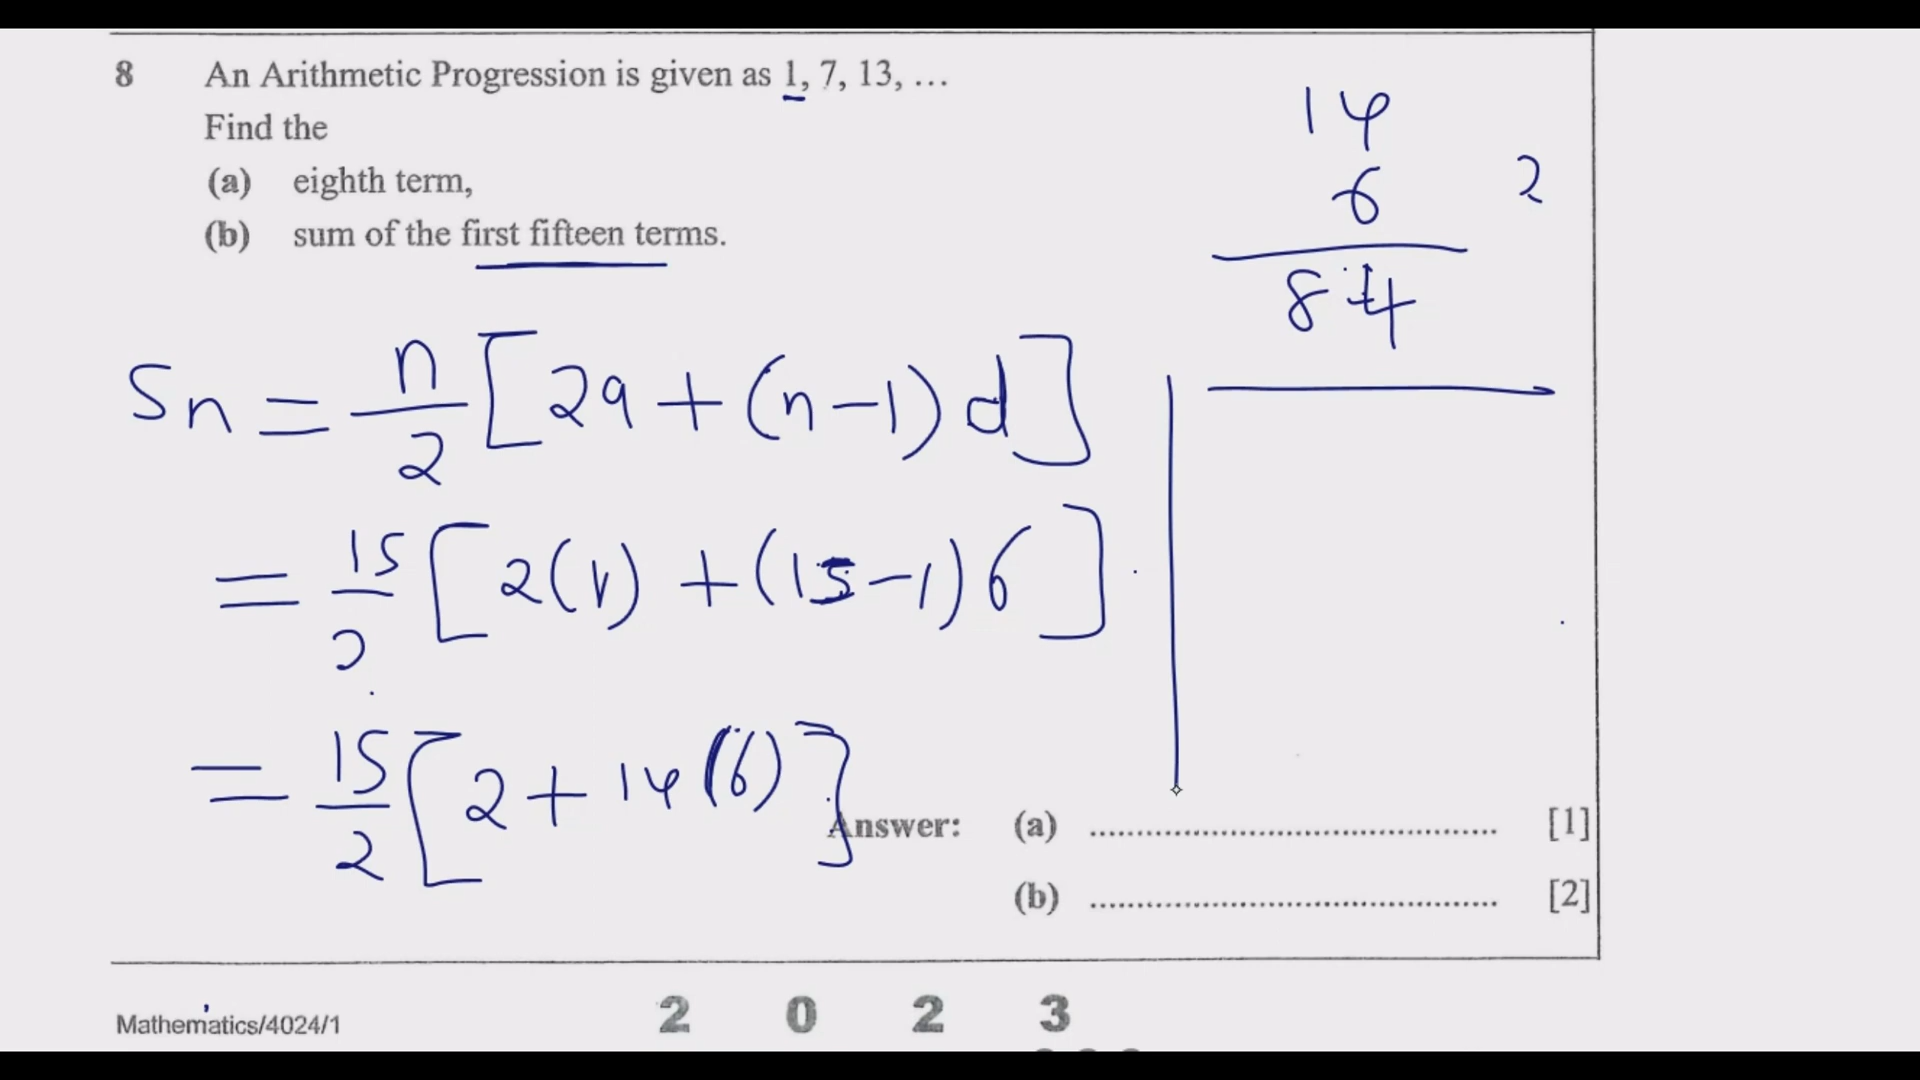 8 An Arithmetic Progression is given as 1, 7, 13, ...
Find the
(a) eighth term,
(b) sum of the first fifteen terms.
14
6 2
84
Sn = n/2 [2a + (n-1)d]
= 15/2 [2(1) + (15-1)6]
= 15/2 [2 + 14(6)]
Answer: (a) .......... [1]
(b) .......... [2]
Mathematics/4024/1
2 0 2 3